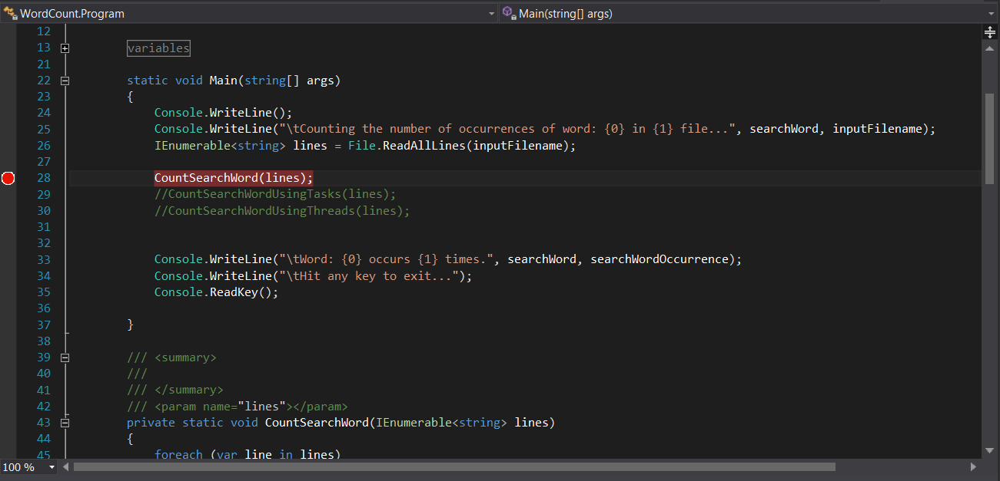 WordCount.Program Main(string[] args)
12
13 variables
21
22 static void Main(string[] args)
23 {
24 Console.WriteLine();
25 Console.WriteLine("\tCounting the number of occurrences of word: {0} in {1} file...", searchWord, inputFilename);
26 IEnumerable<string> lines = File.ReadAllLines(inputFilename);
27
28 CountSearchWord(lines);
29 //CountSearchWordUsingTasks(lines);
30 //CountSearchWordUsingThreads(lines);
31
32
33 Console.WriteLine("\tWord: {0} occurs {1} times.", searchWord, searchWordOccurrence);
34 Console.WriteLine("\tHit any key to exit...");
35 Console.ReadKey();
36
37 }
38
39 /// <summary>
40 ///
41 /// </summary>
42 /// <param name="lines"></param>
43 private static void CountSearchWord(IEnumerable<string> lines)
44 {
45 foreach (var line in lines)
100 %